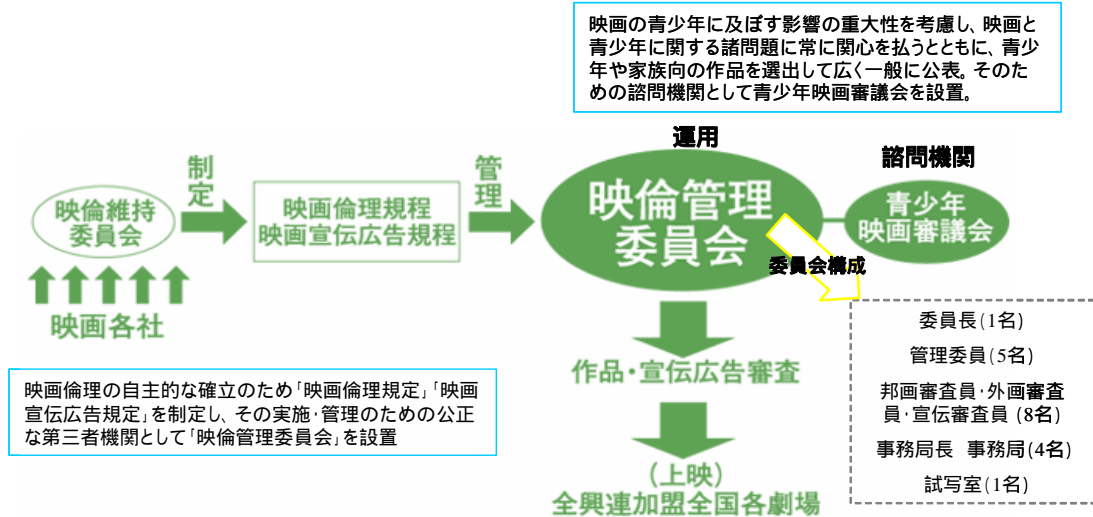 映画の青少年に及ぼす影響の重大性を考慮し、映画と
青少年に関する諸問題に常に関心を払うとともに、青少
年や家族向の作品を選出して広く一般に公表。そのた
めの諮問機関として青少年映画審議会を設置。
運用
諮問機関
制定
管理
映倫維持
委員会
映画倫理規程
映画宣伝広告規程
映倫管理
委員会
青少年
映画審議会
委員会構成
映画各社
作品・宣伝広告審査
(上映)
全興連加盟全国各劇場
委員長(1名)
管理委員(5名)
邦画審査員・外画審査
員・宣伝審査員(8名)
事務局長 事務局(4名)
試写室(1名)
映画倫理の自主的な確立のため「映画倫理規定」「映画
宣伝広告規定」を制定し、その実施・管理のための公正
な第三者機関として「映倫管理委員会」を設置